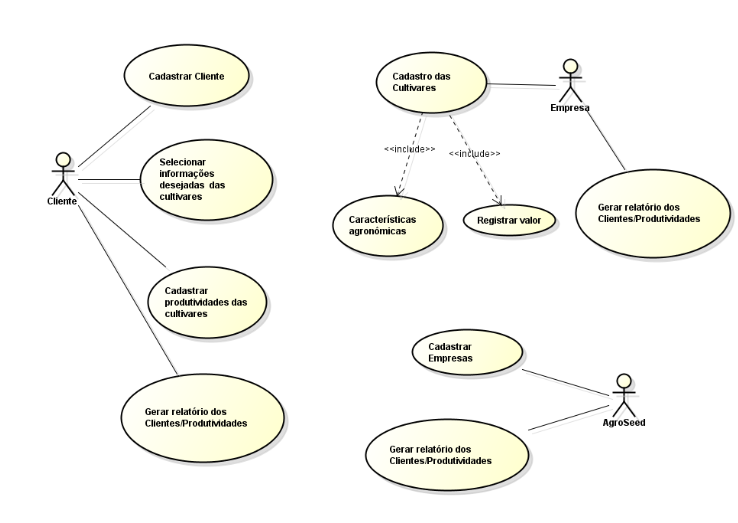 Cadastrar Cliente
Selecionar
informações
desejadas das
cultivares
Cliente
Cadastrar
produtividades das
cultivares
Gerar relatório dos
Clientes/Produtividades
Cadastro das
Cultivares
Empresa
<<include>>
<<include>>
Características
agronómicas
Registrar valor
Gerar relatório dos
Clientes/Produtividades
Cadastrar
Empresas
AgroSeed
Gerar relatório dos
Clientes/Produtividades